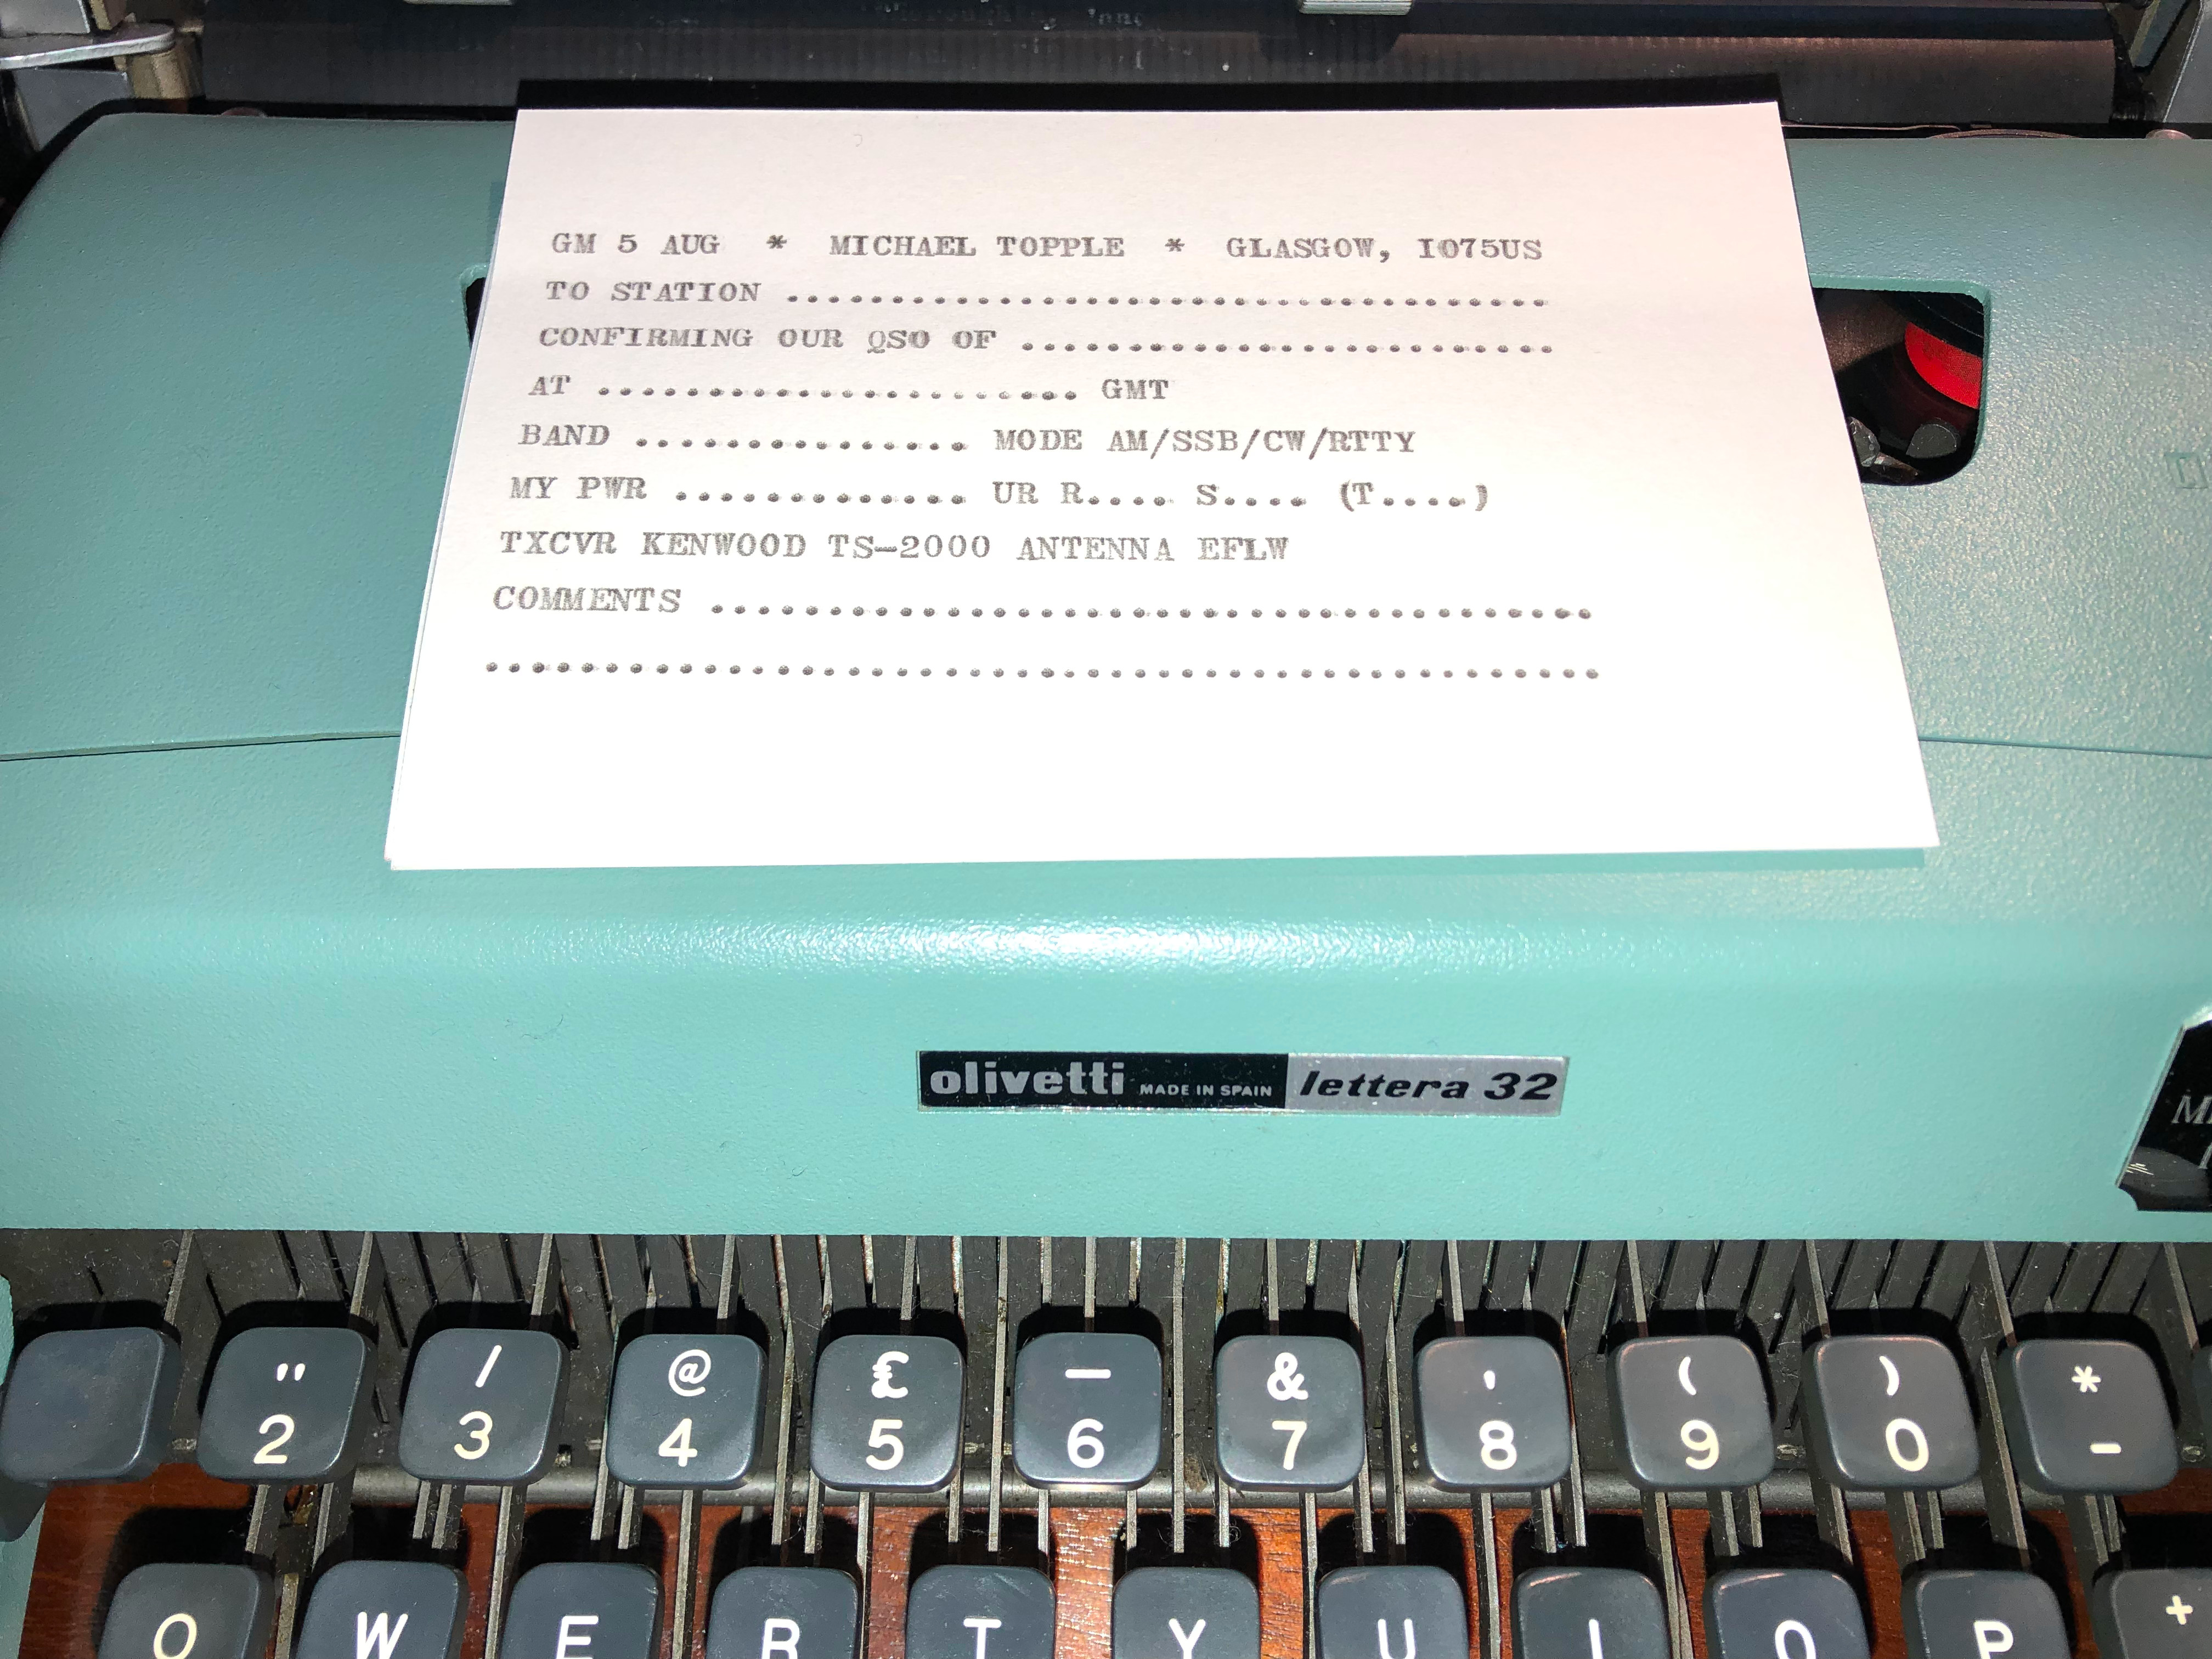 GM 5 AUG * MICHAEL TOPPLE * GLASGOW, IO75US
TO STATION .................................
CONFIRMING OUR QSO OF .......................
AT ...................... GMT
BAND ............... MODE AM/SSB/CW/RTTY
MY PWR ............. UR R.... S.... (T....)
TXCVR KENWOOD TS-2000 ANTENNA EFLW
COMMENTS ......................................
................................................
olivetti MADE IN SPAIN lettera 32
" / @ £ _ & ' ( ) *
2 3 4 5 6 7 8 9 0 -
Q W E R T Y U I O P +